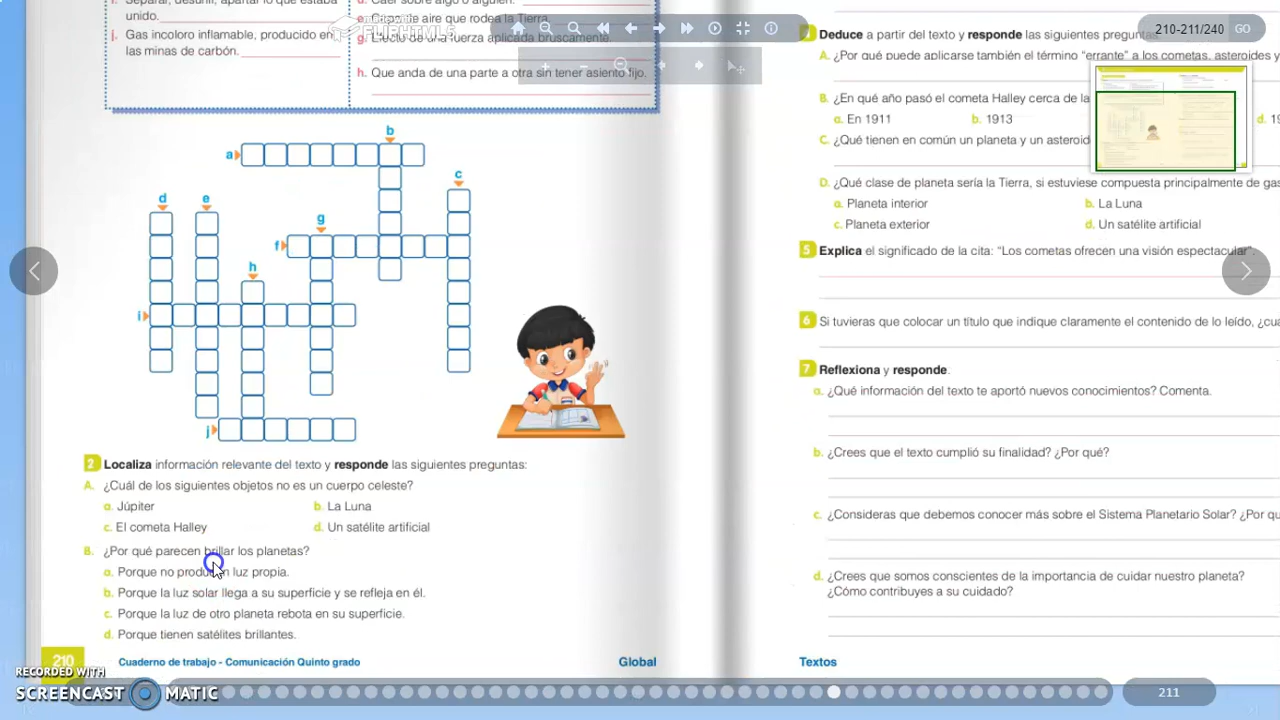 i. Separar, desunir, apartar lo que estaba
unido.
j. Gas incoloro inflamable, producido en
las minas de carbón.
d. Caer sobre algo o alguien.
e. Capa de aire que rodea la Tierra.
g. Efecto de una fuerza aplicada bruscamente.
h. Que anda de una parte a otra sin tener asiento fijo.
FLIPHTML5
a
b
c
d
e
f
g
h
i
j
2 Localiza información relevante del texto y responde las siguientes preguntas:
A. ¿Cuál de los siguientes objetos no es un cuerpo celeste?
a. Júpiter
b. La Luna
c. El cometa Halley
d. Un satélite artificial
B. ¿Por qué parecen brillar los planetas?
a. Porque no producen luz propia.
b. Porque la luz solar llega a su superficie y se refleja en él.
c. Porque la luz de otro planeta rebota en su superficie.
d. Porque tienen satélites brillantes.
210
Cuaderno de trabajo - Comunicación Quinto grado
Global
Deduce a partir del texto y responde las siguientes pregunta
A. ¿Por qué puede aplicarse también el término “errante” a los cometas, asteroides y
B. ¿En qué año pasó el cometa Halley cerca de la
a. En 1911
b. 1913
d. 19
C. ¿Qué tienen en común un planeta y un asteroid
D. ¿Qué clase de planeta sería la Tierra, si estuviese compuesta principalmente de gas
a. Planeta interior
b. La Luna
c. Planeta exterior
d. Un satélite artificial
5 Explica el significado de la cita: “Los cometas ofrecen una visión espectacular”.
6 Si tuvieras que colocar un título que indique claramente el contenido de lo leído, ¿cuá
7 Reflexiona y responde.
a. ¿Qué información del texto te aportó nuevos conocimientos? Comenta.
b. ¿Crees que el texto cumplió su finalidad? ¿Por qué?
c. ¿Consideras que debemos conocer más sobre el Sistema Planetario Solar? ¿Por qu
d. ¿Crees que somos conscientes de la importancia de cuidar nuestro planeta?
¿Cómo contribuyes a su cuidado?
Textos
210-211/240 GO
211
RECORDED WITH
SCREENCAST MATIC